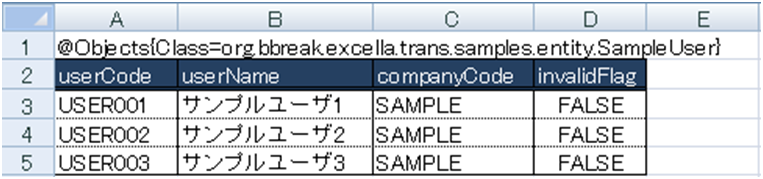 A B C D E
1 @Objects{Class=org.bbreak.excella.trans.samples.entity.SampleUser}
2 userCode userName companyCode invalidFlag
3 USER001 サンプルユーザ1 SAMPLE FALSE
4 USER002 サンプルユーザ2 SAMPLE FALSE
5 USER003 サンプルユーザ3 SAMPLE FALSE